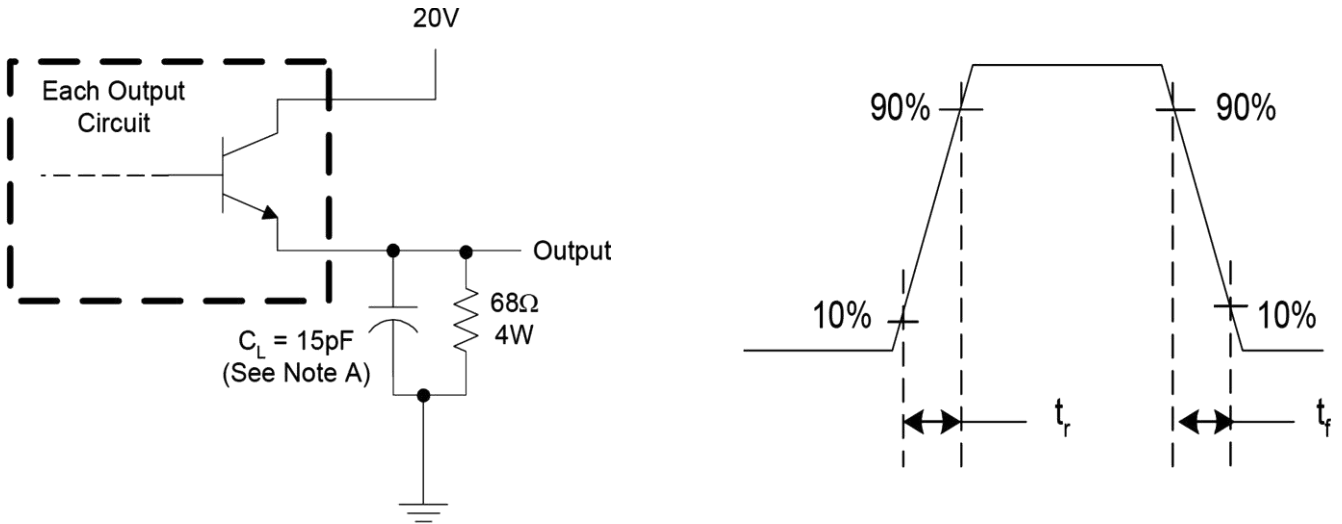 20V
Each Output
Circuit
Output
68Ω
4W
C_L = 15pF
(See Note A)
90%
90%
10%
10%
t_r
t_f